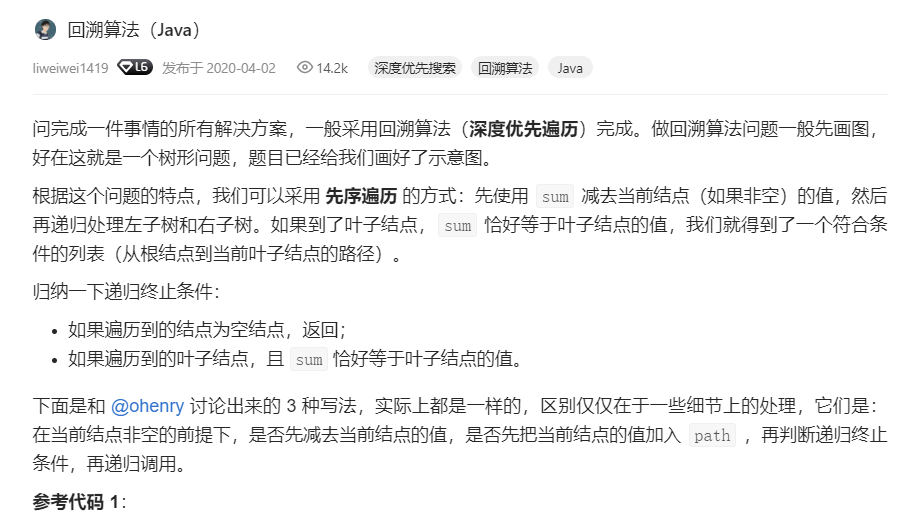 回溯算法（Java）
liweiwei1419 L6 发布于 2020-04-02 14.2k 深度优先搜索 回溯算法 Java
问完成一件事情的所有解决方案，一般采用回溯算法（深度优先遍历）完成。做回溯算法问题一般先画图，
好在这就是一个树形问题，题目已经给我们画好了示意图。
根据这个问题的特点，我们可以采用 先序遍历 的方式：先使用 sum 减去当前结点（如果非空）的值，然后
再递归处理左子树和右子树。如果到了叶子结点， sum 恰好等于叶子结点的值，我们就得到了一个符合条
件的列表（从根结点到当前叶子结点的路径）。
归纳一下递归终止条件：
• 如果遍历到的结点为空结点，返回；
• 如果遍历到的叶子结点，且 sum 恰好等于叶子结点的值。
下面是和 @ohenry 讨论出来的 3 种写法，实际上都是一样的，区别仅仅在于一些细节上的处理，它们是：
在当前结点非空的前提下，是否先减去当前结点的值，是否先把当前结点的值加入 path ，再判断递归终止
条件，再递归调用。
参考代码 1：